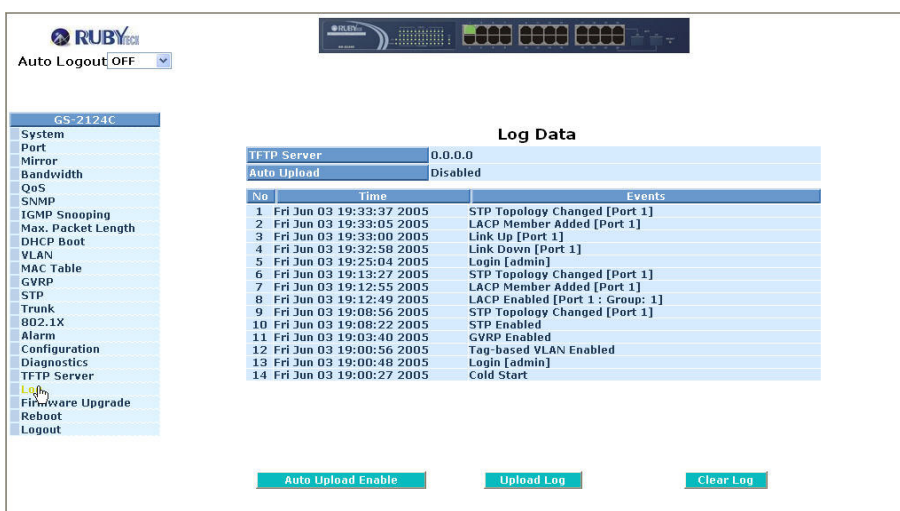 RUBYTECH
Auto Logout OFF
GS-2124C
System
Port
Mirror
Bandwidth
QoS
SNMP
IGMP Snooping
Max. Packet Length
DHCP Boot
VLAN
MAC Table
GVRP
STP
Trunk
802.1X
Alarm
Configuration
Diagnostics
TFTP Server
Log
Firmware Upgrade
Reboot
Logout
Log Data
TFTP Server 0.0.0.0
Auto Upload Disabled
No Time Events
1 Fri Jun 03 19:33:37 2005 STP Topology Changed [Port 1]
2 Fri Jun 03 19:33:05 2005 LACP Member Added [Port 1]
3 Fri Jun 03 19:33:00 2005 Link Up [Port 1]
4 Fri Jun 03 19:32:58 2005 Link Down [Port 1]
5 Fri Jun 03 19:25:04 2005 Login [admin]
6 Fri Jun 03 19:13:27 2005 STP Topology Changed [Port 1]
7 Fri Jun 03 19:12:55 2005 LACP Member Added [Port 1]
8 Fri Jun 03 19:12:49 2005 LACP Enabled [Port 1 : Group: 1]
9 Fri Jun 03 19:08:56 2005 STP Topology Changed [Port 1]
10 Fri Jun 03 19:08:22 2005 STP Enabled
11 Fri Jun 03 19:03:40 2005 GVRP Enabled
12 Fri Jun 03 19:00:56 2005 Tag-based VLAN Enabled
13 Fri Jun 03 19:00:48 2005 Login [admin]
14 Fri Jun 03 19:00:27 2005 Cold Start
Auto Upload Enable Upload Log Clear Log